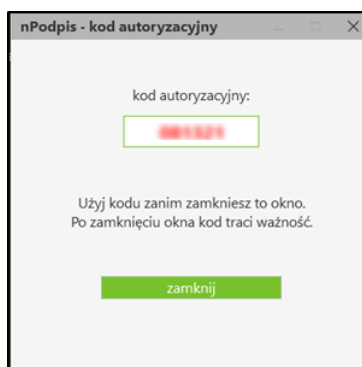 nPodpis - kod autoryzacyjny
kod autoryzacyjny:
Użyj kodu zanim zamkniesz to okno.
Po zamknięciu okna kod traci ważność.
zamknij